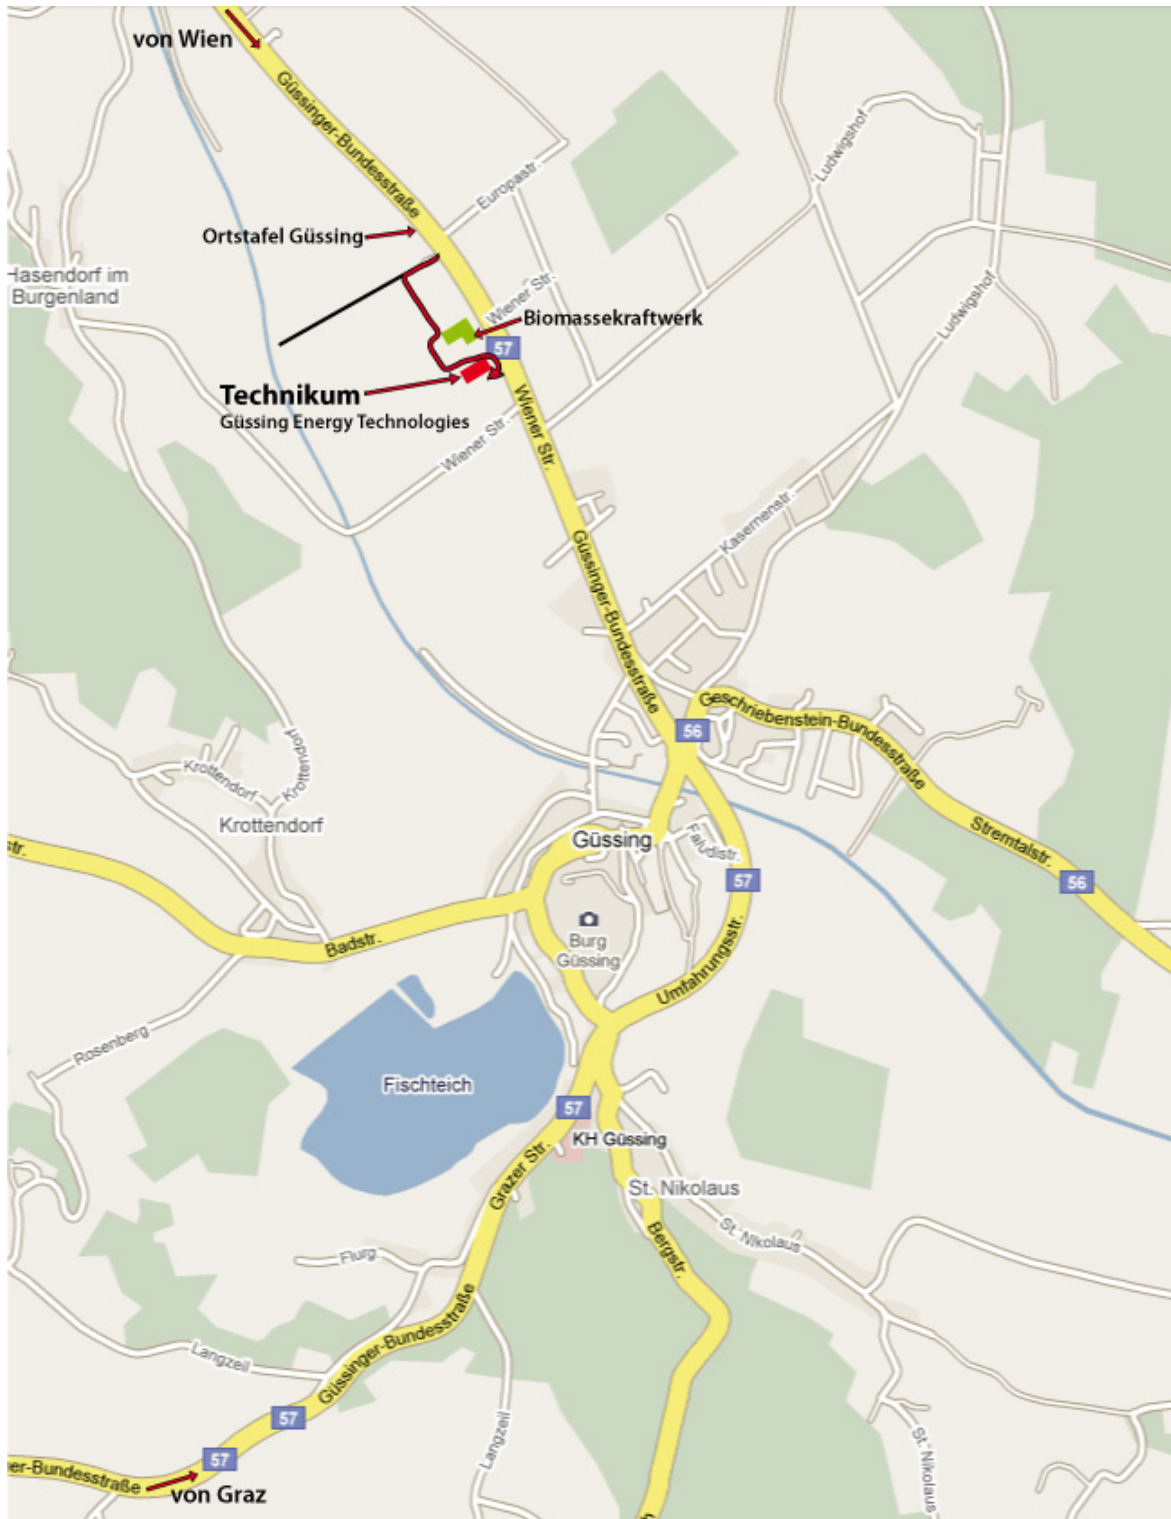 von Wien
Güssinger-Bundesstraße
Ludwigshof
Europastr.
Ortstafel Güssing
Hasendorf im
Burgenland
Wiener Str.
Biomassekraftwerk
Ludwigshof
57
Technikum
Güssing Energy Technologies
Wiener Str.
Wiener Str.
Kasernenstr.
Güssinger-Bundesstraße
Geschriebenstein-Bundesstraße
56
Krottendorf
Krottendorf
Krottendorf
Güssing
Faludistr.
Stremtalstr.
str.
57
56
Badstr.
Burg
Güssing
Umfahrungsstr.
Rosenberg
Fischteich
57
KH Güssing
Grazer Str.
St. Nikolaus
St. Nikolaus
Bergstr.
Flurg.
Güssinger-Bundesstraße
Langzeil
57
Langzeil
St. Nikolaus
57
er-Bundesstraße
von Graz